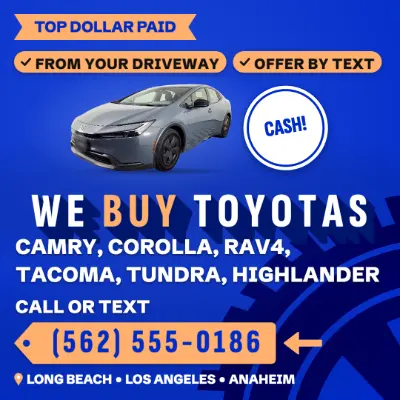 TOP DOLLAR PAID
FROM YOUR DRIVEWAY
OFFER BY TEXT
CASH!
WE BUY TOYOTAS
CAMRY, COROLLA, RAV4,
TACOMA, TUNDRA, HIGHLANDER
CALL OR TEXT
(562) 555-0186
LONG BEACH • LOS ANGELES • ANAHEIM